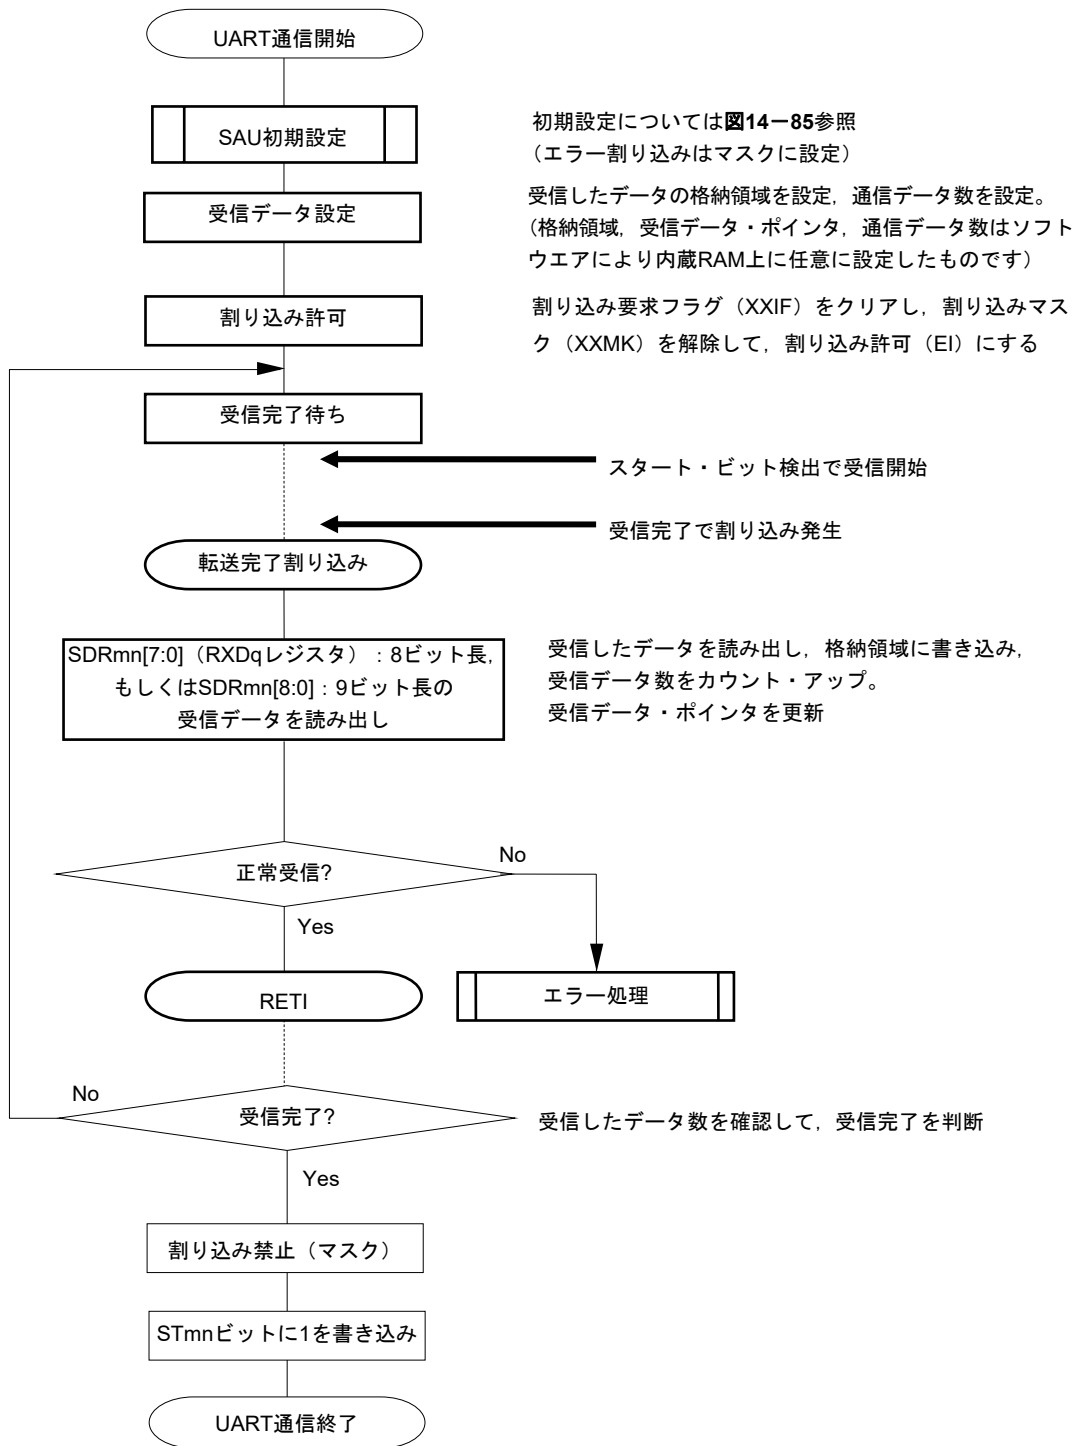 UART通信開始
SAU初期設定
初期設定については図14-85参照
（エラー割り込みはマスクに設定）
受信データ設定
受信したデータの格納領域を設定，通信データ数を設定。
（格納領域，受信データ・ポインタ，通信データ数はソフト
ウエアにより内蔵RAM上に任意に設定したものです）
割り込み許可
割り込み要求フラグ（XXIF）をクリアし，割り込みマス
ク（XXMK）を解除して，割り込み許可（EI）にする
受信完了待ち
スタート・ビット検出で受信開始
受信完了で割り込み発生
転送完了割り込み
SDRmn[7:0]（RXDqレジスタ）：8ビット長，
もしくはSDRmn[8:0]：9ビット長の
受信データを読み出し
受信したデータを読み出し，格納領域に書き込み，
受信データ数をカウント・アップ。
受信データ・ポインタを更新
正常受信?
No
Yes
RETI
エラー処理
No
受信完了?
受信したデータ数を確認して，受信完了を判断
Yes
割り込み禁止（マスク）
STmnビットに1を書き込み
UART通信終了